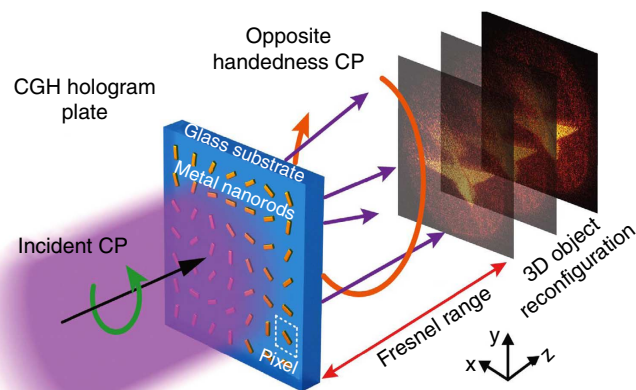 Opposite
handedness CP
CGH hologram
plate
Glass substrate
Metal nanorods
Incident CP
Pixel
Fresnel range
3D object
reconfiguration
y
x
z